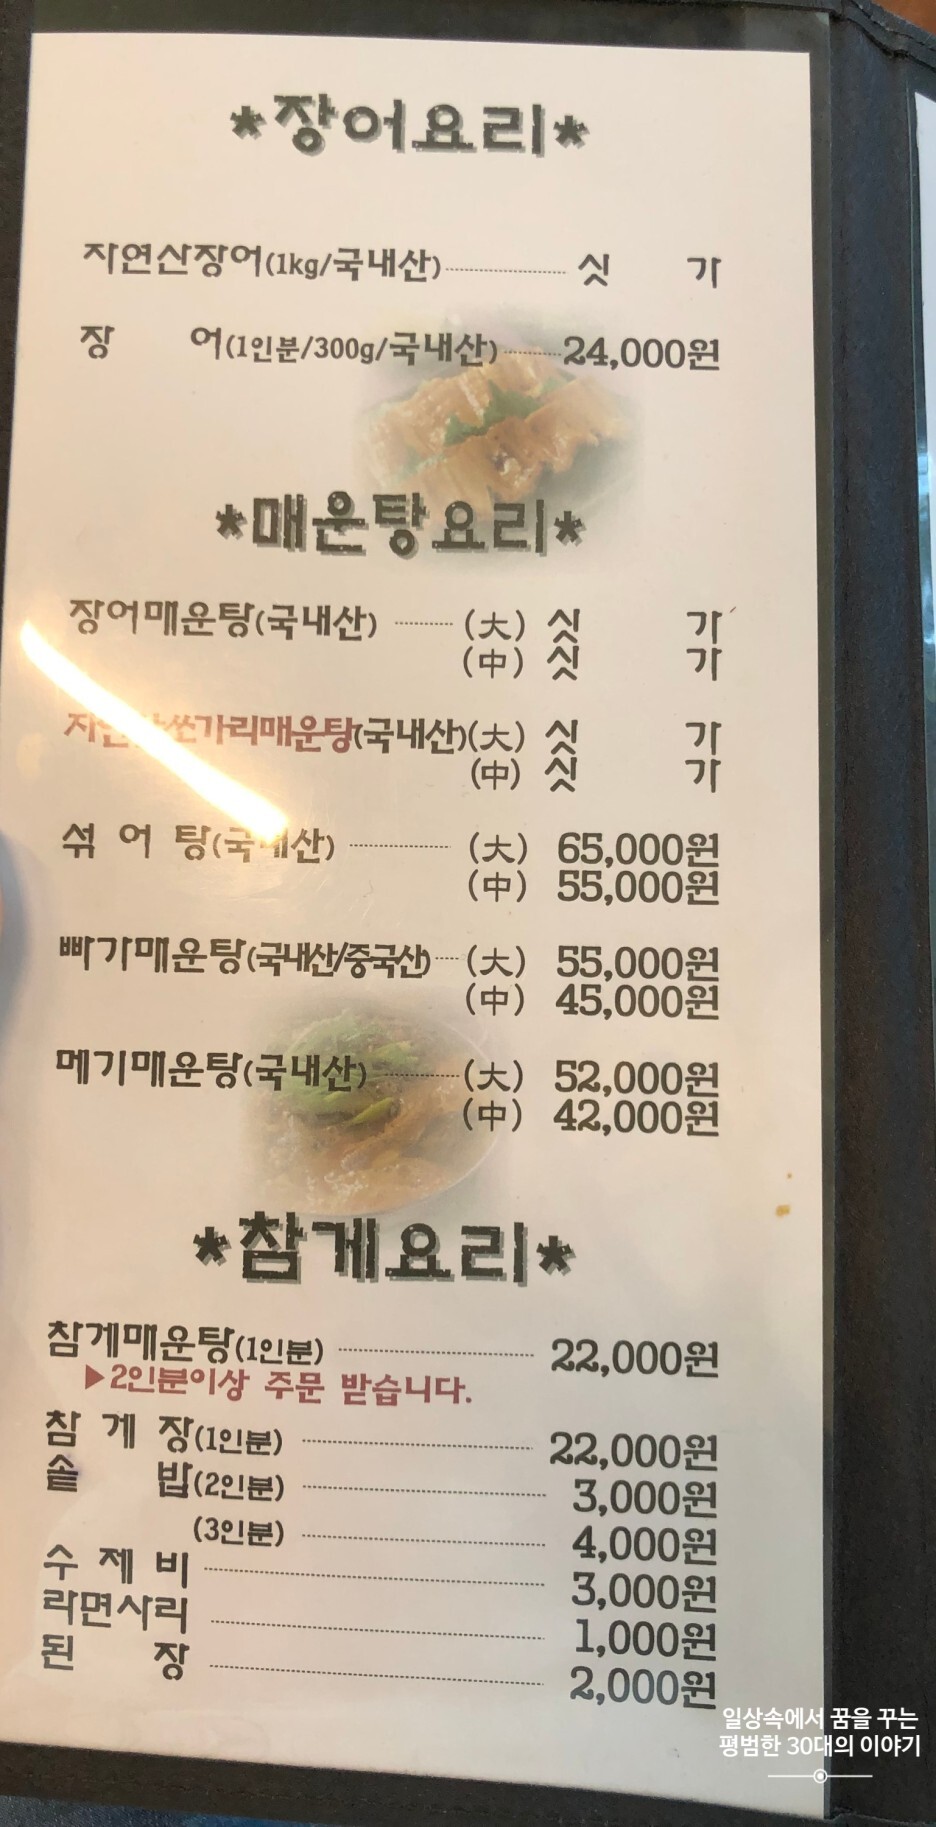 *장어요리*
자연산장어(1kg/국내산) 싯 가
장 어(1인분/300g/국내산) 24,000원
*매운탕요리*
장어매운탕(국내산) (大) 싯 가
(中) 싯 가
자연산쏘가리매운탕(국내산)(大) 싯 가
(中) 싯 가
섞 어 탕(국내산) (大) 65,000원
(中) 55,000원
빠가매운탕(국내산/중국산) (大) 55,000원
(中) 45,000원
메기매운탕(국내산) (大) 52,000원
(中) 42,000원
*참게요리*
참게매운탕(1인분) 22,000원
▶2인분이상 주문 받습니다.
참 게 장(1인분) 22,000원
솥 밥(2인분) 3,000원
(3인분) 4,000원
수 제 비 3,000원
라면사리 1,000원
된 장 2,000원
일상속에서 꿈을 꾸는
평범한 30대의 이야기